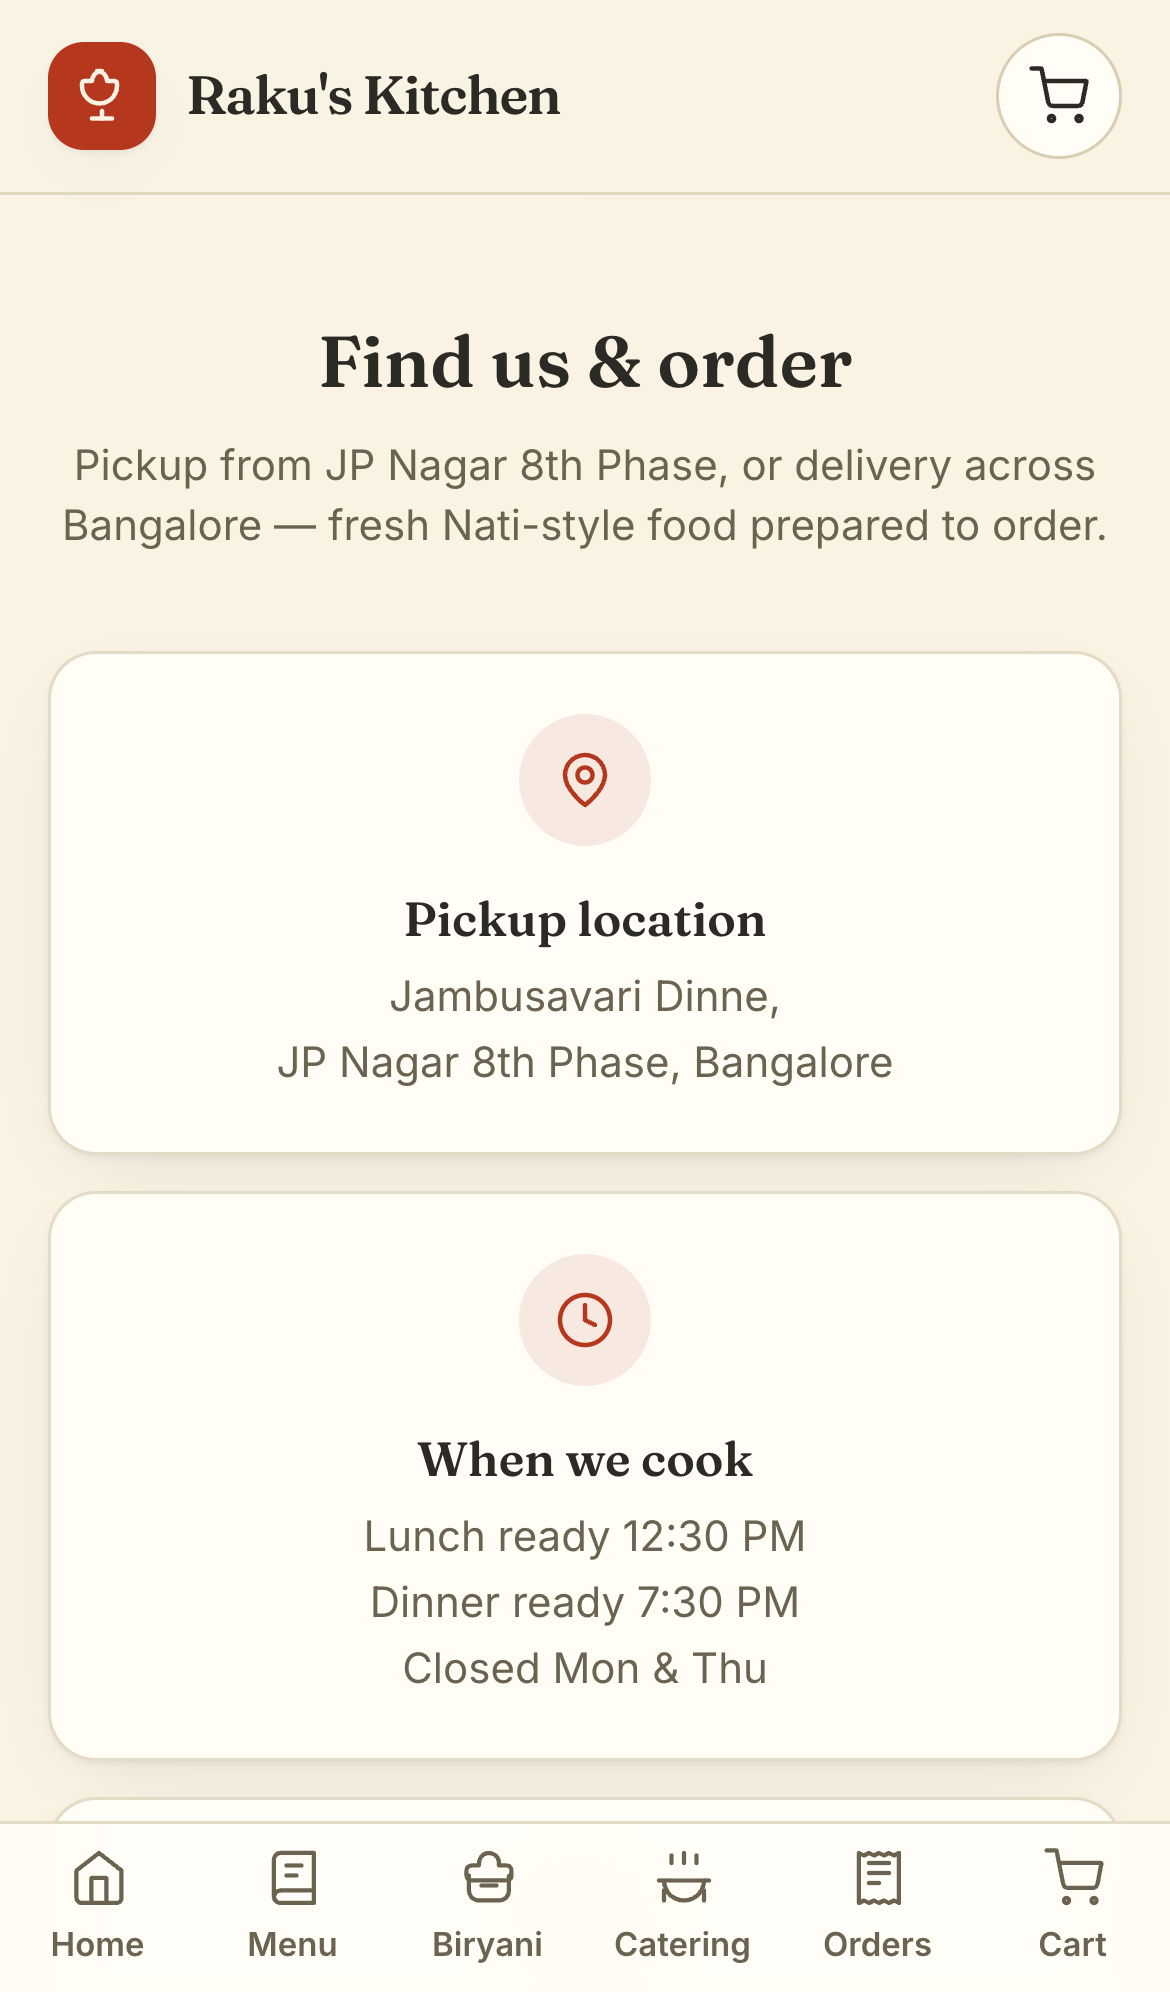 Raku's Kitchen
Find us & order
Pickup from JP Nagar 8th Phase, or delivery across
Bangalore — fresh Nati-style food prepared to order.
Pickup location
Jambusavari Dinne,
JP Nagar 8th Phase, Bangalore
When we cook
Lunch ready 12:30 PM
Dinner ready 7:30 PM
Closed Mon & Thu
Home
Menu
Biryani
Catering
Orders
Cart